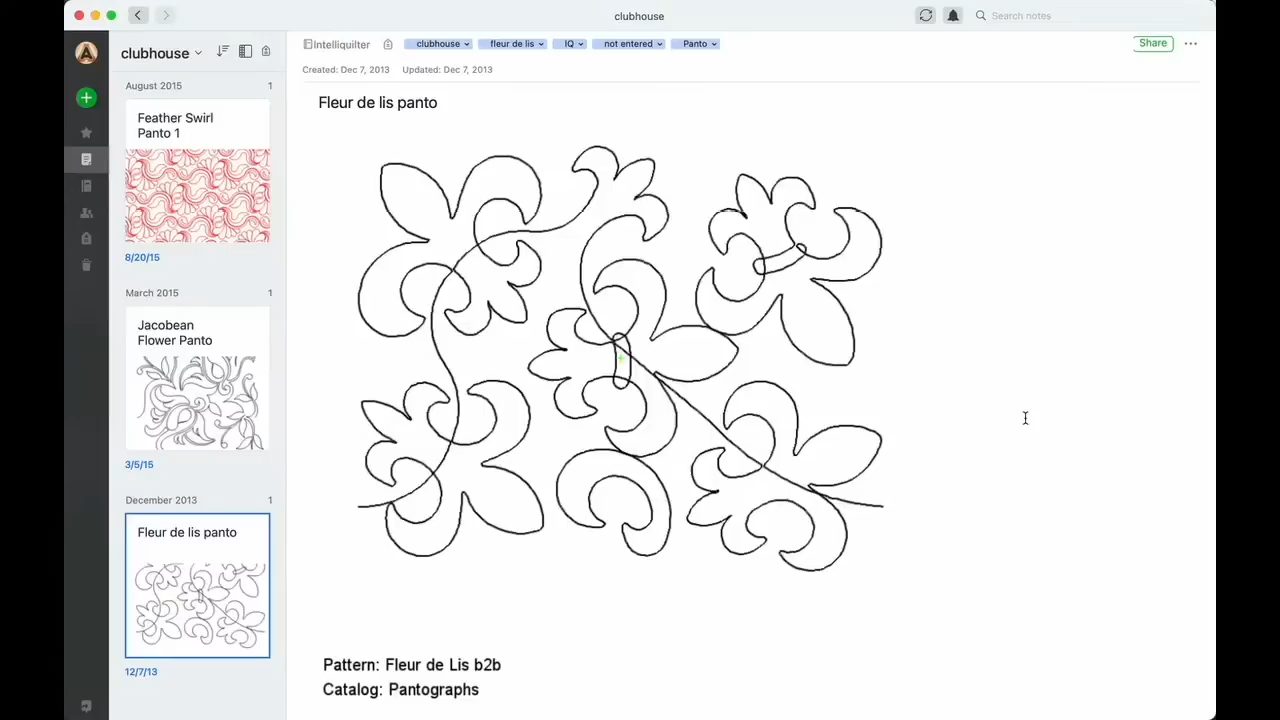 clubhouse
Search notes
clubhouse
Intelliquilter
clubhouse
fleur de lis
IQ
not entered
Panto
Share
Created: Dec 7, 2013 Updated: Dec 7, 2013
August 2015 1
Feather Swirl
Panto 1
8/20/15
March 2015 1
Jacobean
Flower Panto
3/5/15
December 2013 1
Fleur de lis panto
12/7/13
Fleur de lis panto
Pattern: Fleur de Lis b2b
Catalog: Pantographs